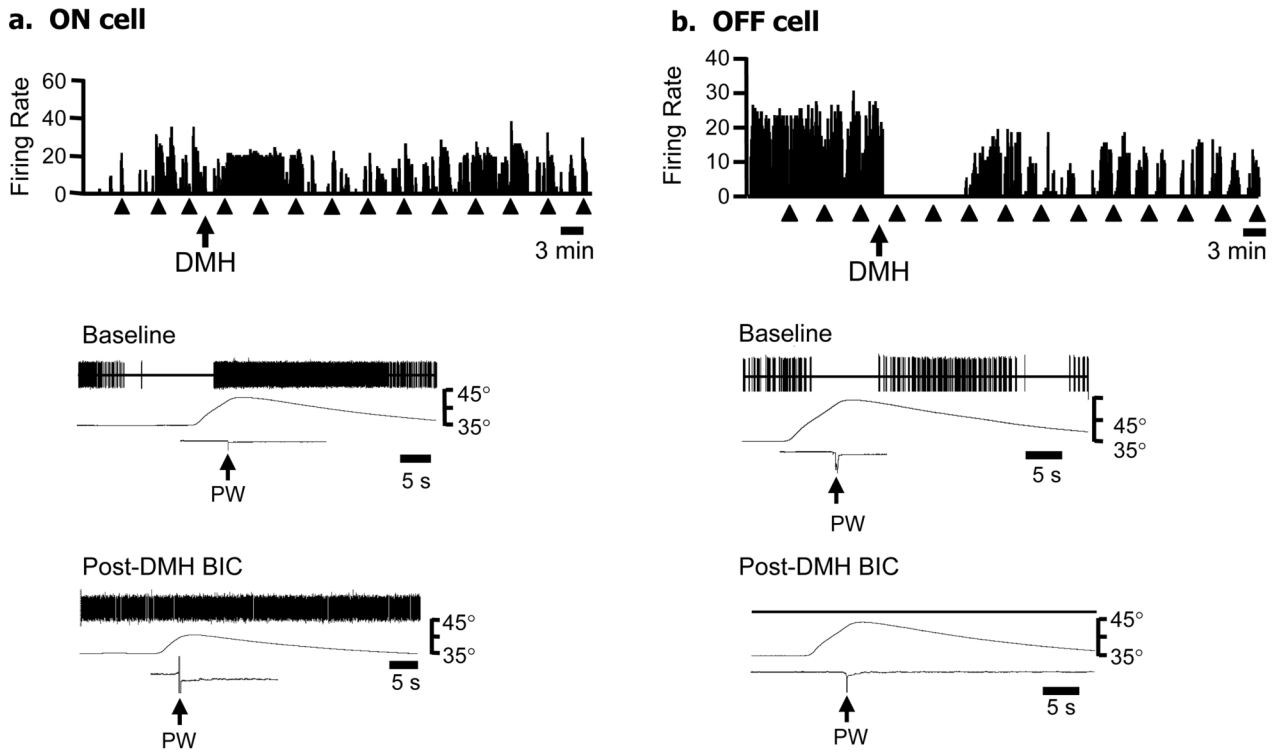 a. ON cell
Firing Rate
60
40
20
0
DMH
3 min
Baseline
45°
35°
5 s
PW
Post-DMH BIC
45°
35°
5 s
PW
b. OFF cell
Firing Rate
40
30
20
10
0
DMH
3 min
Baseline
45°
35°
5 s
PW
Post-DMH BIC
45°
35°
5 s
PW